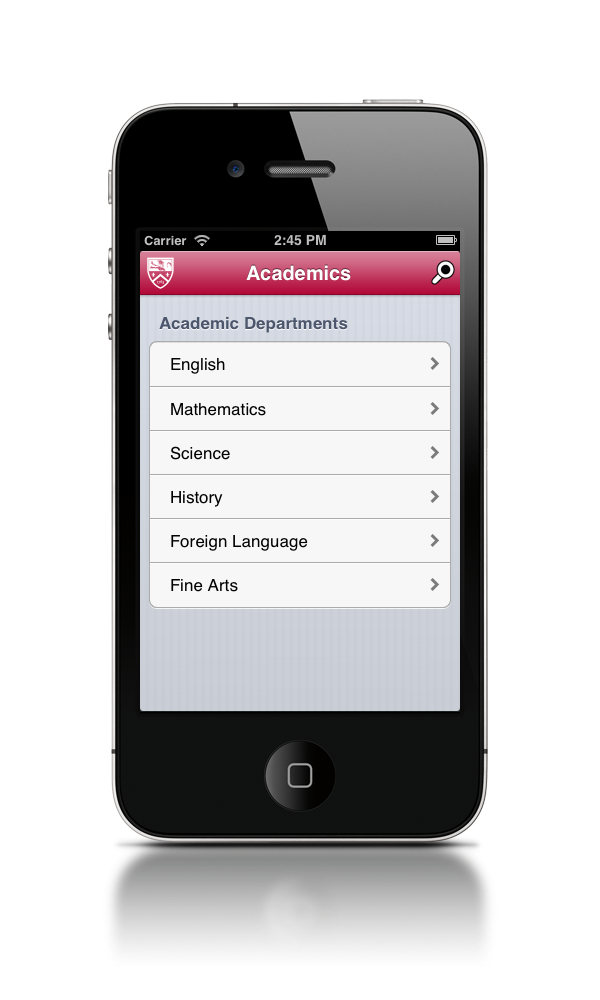 Carrier 2:45 PM
Academics
Academic Departments
English
Mathematics
Science
History
Foreign Language
Fine Arts